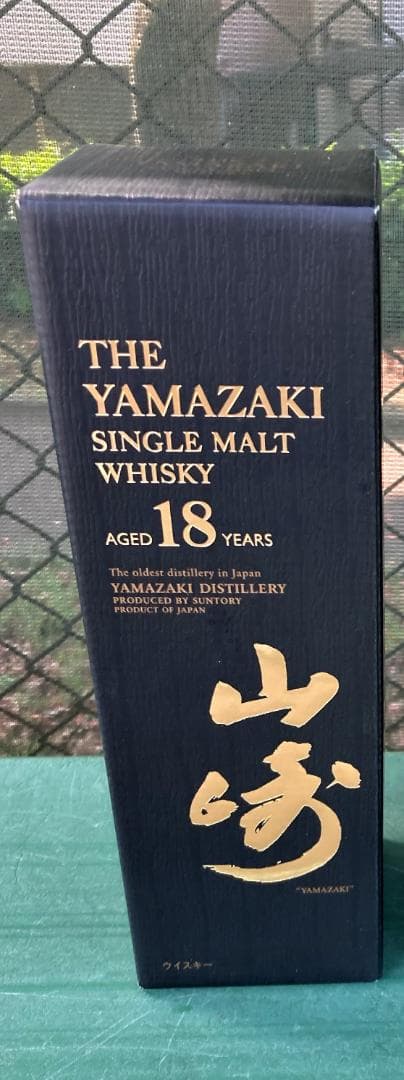 THE
YAMAZAKI
SINGLE MALT
WHISKY
AGED 18 YEARS
The oldest distillery in Japan
YAMAZAKI DISTILLERY
PRODUCED BY SUNTORY
PRODUCT OF JAPAN
山
崎
"YAMAZAKI"
ウイスキー